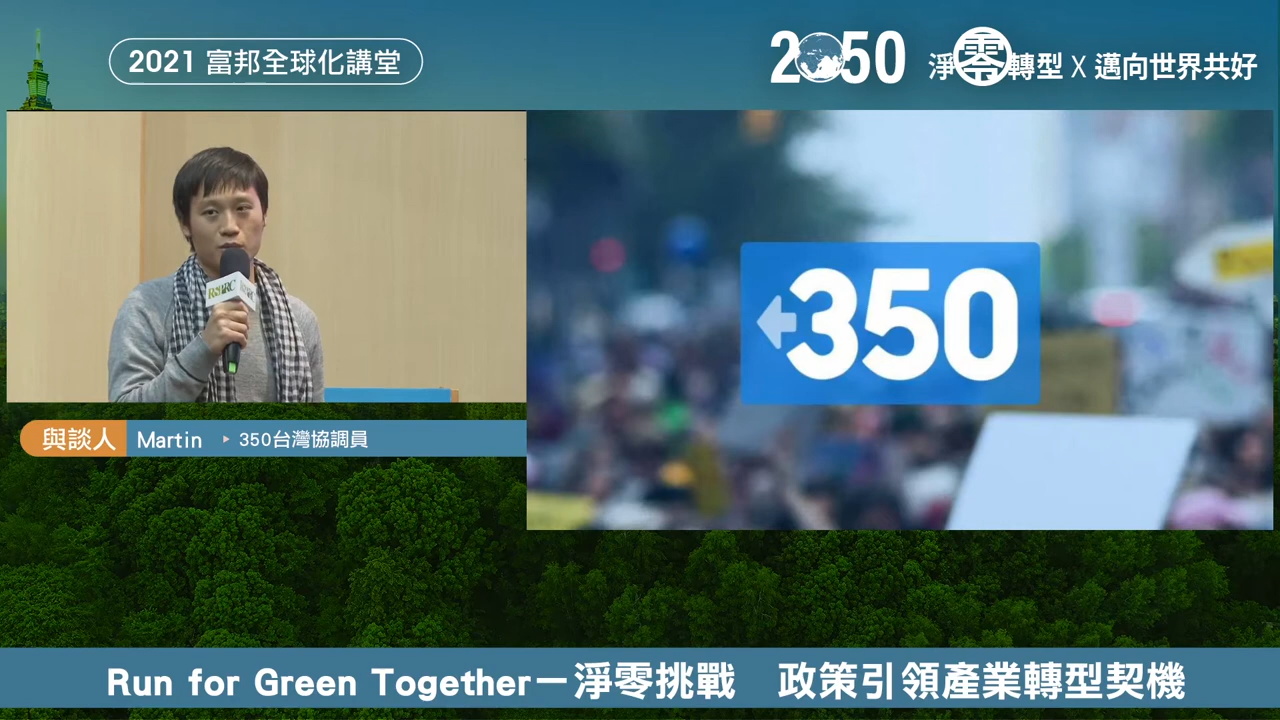 2021 富邦全球化講堂
2050 淨零轉型 X 邁向世界共好
350
與談人 Martin ▸ 350台灣協調員
Run for Green Together－淨零挑戰 政策引領產業轉型契機